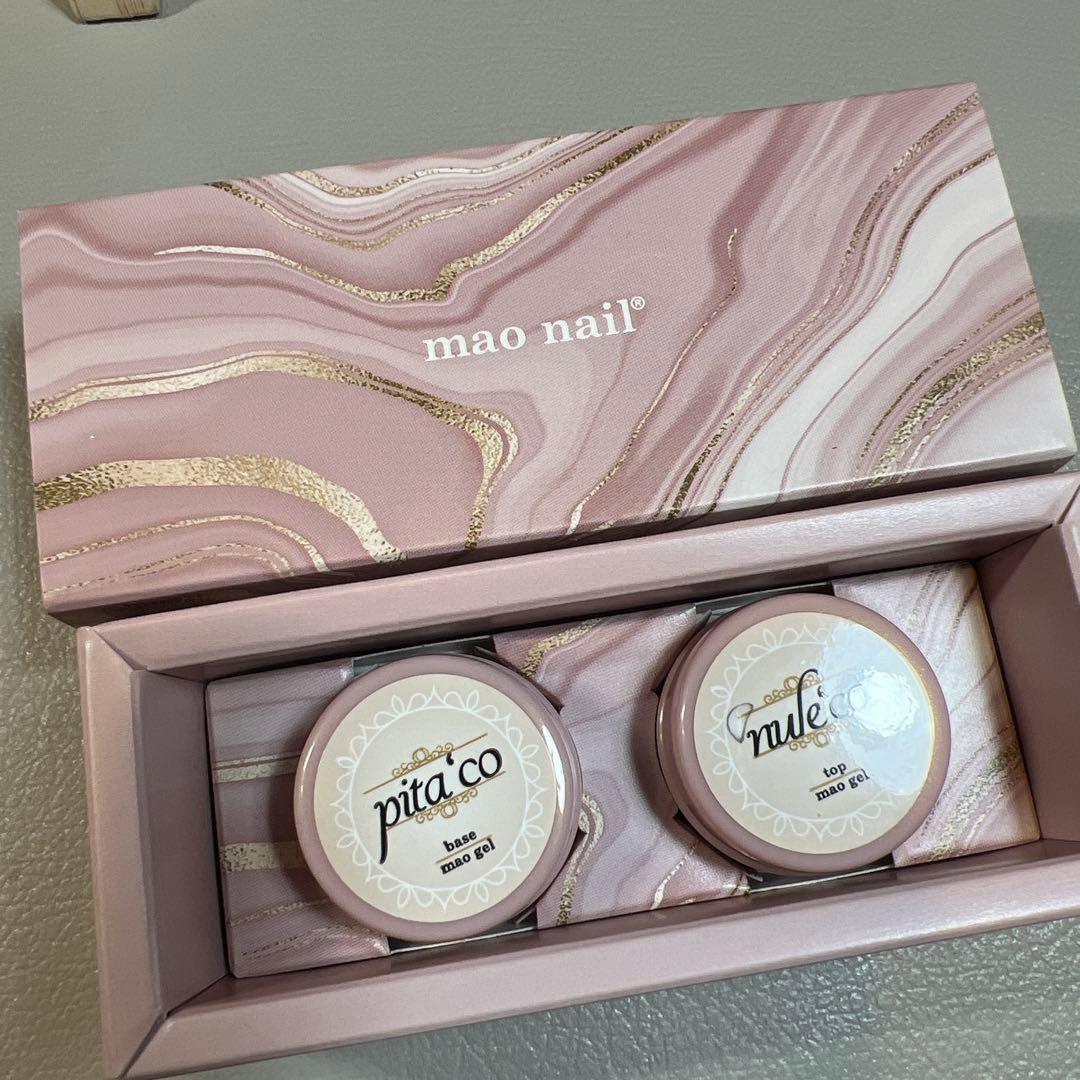 mao nail®
pita'co
base
mao gel
nule'co
top
mao gel